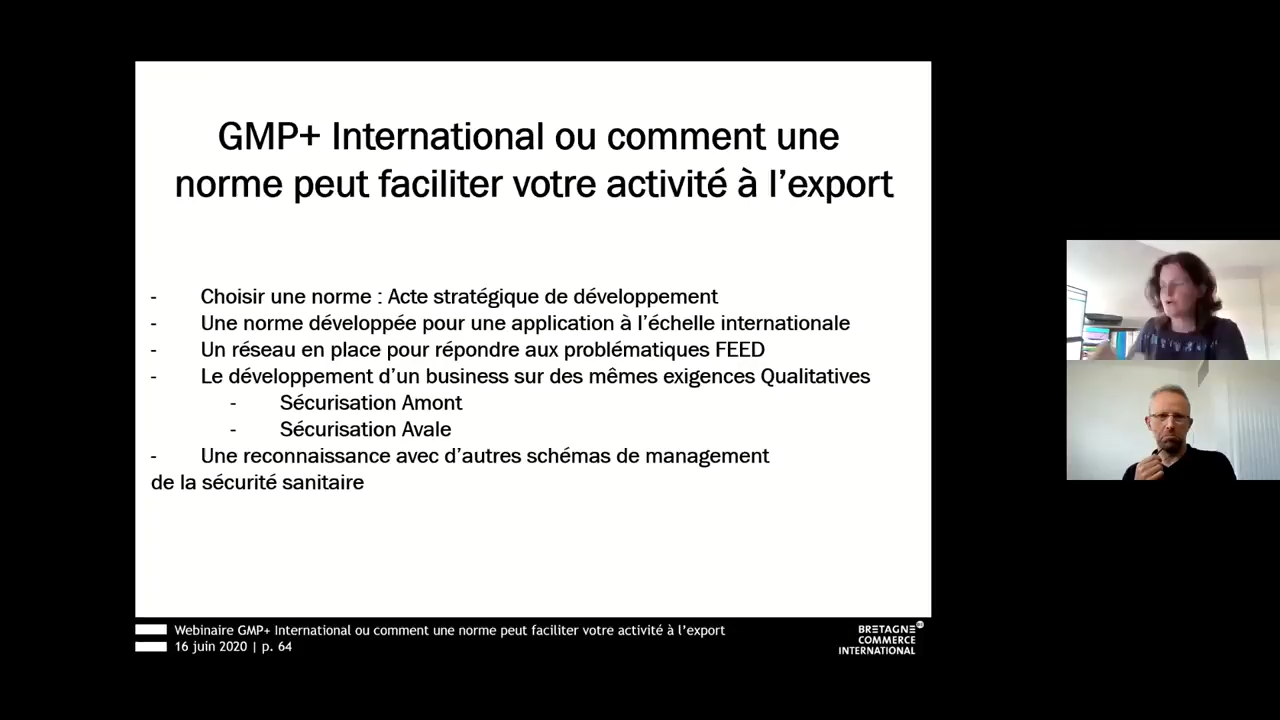 GMP+ International ou comment une
norme peut faciliter votre activité à l'export
- Choisir une norme : Acte stratégique de développement
- Une norme développée pour une application à l'échelle internationale
- Un réseau en place pour répondre aux problématiques FEED
- Le développement d'un business sur des mêmes exigences Qualitatives
- Sécurisation Amont
- Sécurisation Avale
- Une reconnaissance avec d'autres schémas de management
de la sécurité sanitaire
Webinaire GMP+ International ou comment une norme peut faciliter votre activité à l'export
16 juin 2020 | p. 64
BRETAGNE
COMMERCE
INTERNATIONAL